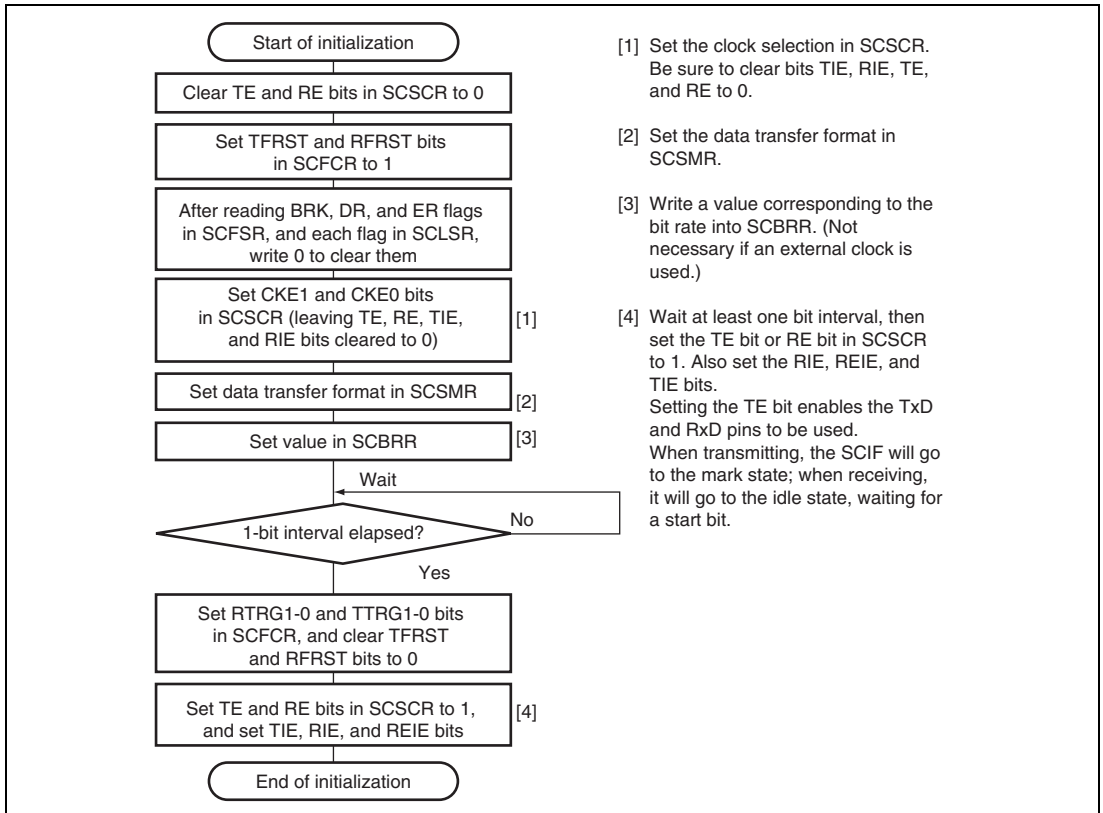 Start of initialization
Clear TE and RE bits in SCSCR to 0
Set TFRST and RFRST bits
in SCFCR to 1
After reading BRK, DR, and ER flags
in SCFSR, and each flag in SCLSR,
write 0 to clear them
Set CKE1 and CKE0 bits
in SCSCR (leaving TE, RE, TIE,
and RIE bits cleared to 0)
[1]
Set data transfer format in SCSMR
[2]
Set value in SCBRR
[3]
Wait
1-bit interval elapsed?
No
Yes
Set RTRG1-0 and TTRG1-0 bits
in SCFCR, and clear TFRST
and RFRST bits to 0
Set TE and RE bits in SCSCR to 1,
and set TIE, RIE, and REIE bits
[4]
End of initialization
[1] Set the clock selection in SCSCR.
Be sure to clear bits TIE, RIE, TE,
and RE to 0.
[2] Set the data transfer format in
SCSMR.
[3] Write a value corresponding to the
bit rate into SCBRR. (Not
necessary if an external clock is
used.)
[4] Wait at least one bit interval, then
set the TE bit or RE bit in SCSCR
to 1. Also set the RIE, REIE, and
TIE bits.
Setting the TE bit enables the TxD
and RxD pins to be used.
When transmitting, the SCIF will go
to the mark state; when receiving,
it will go to the idle state, waiting for
a start bit.